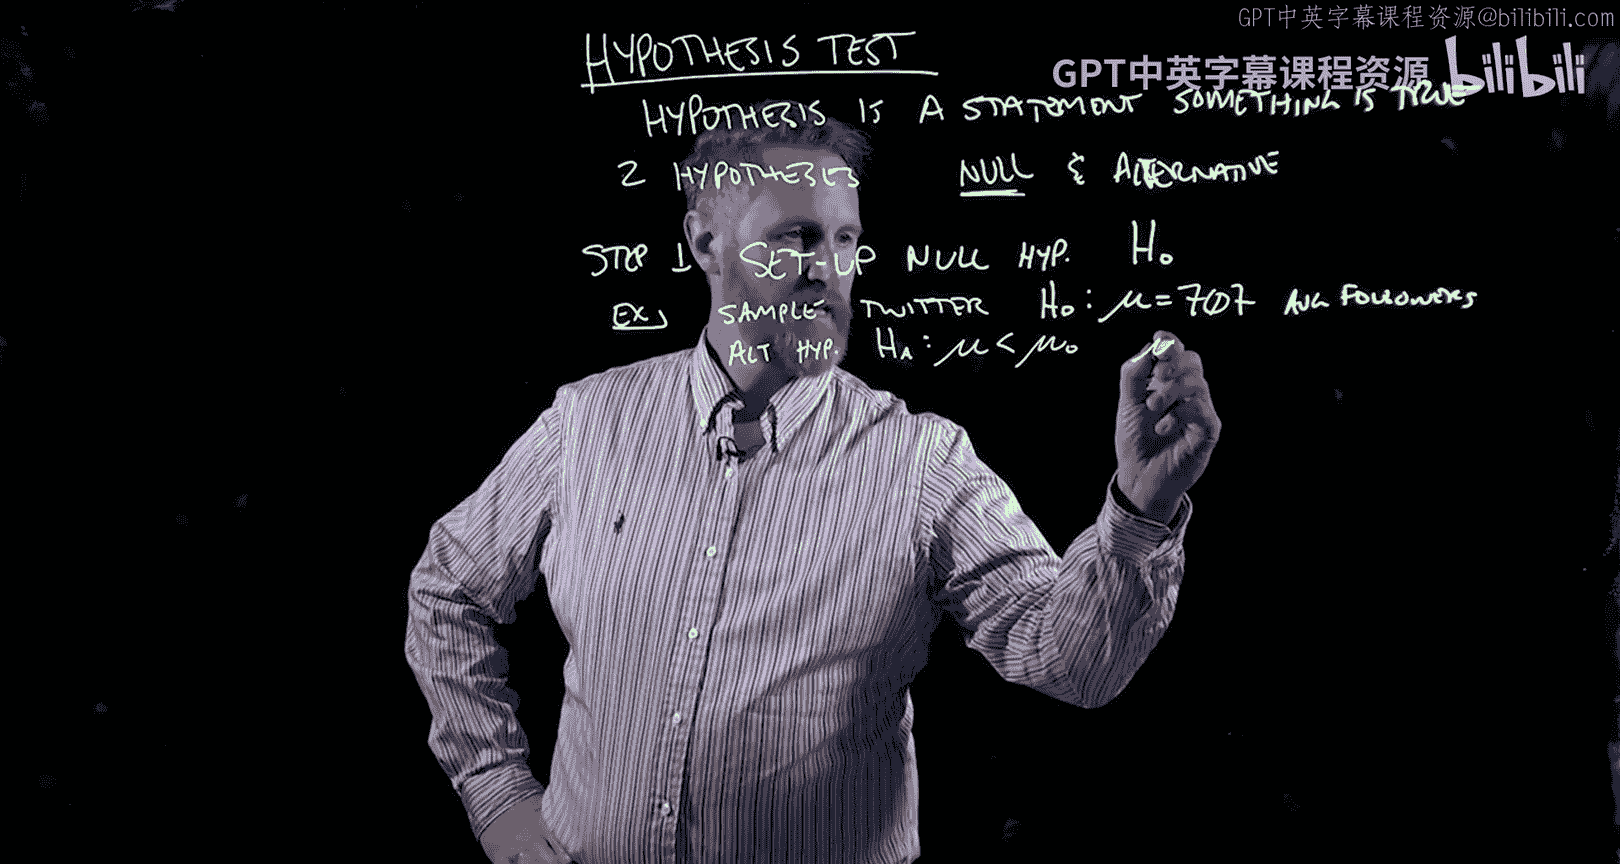 GPT中英字幕课程资源@bilibili.com
GPT中英字幕课程资源 bilibili
HYPOTHESIS TEST
HYPOTHESIS IS A STATEMENT SOMETHING IS TRUE
2 HYPOTHESES NULL & ALTERNATIVE
STEP 1 SET-UP NULL HYP. H₀
EX, SAMPLE TWITTER H₀: μ = 707 AVG FOLLOWERS
ALT HYP. Hₐ: μ < μ₀ μ